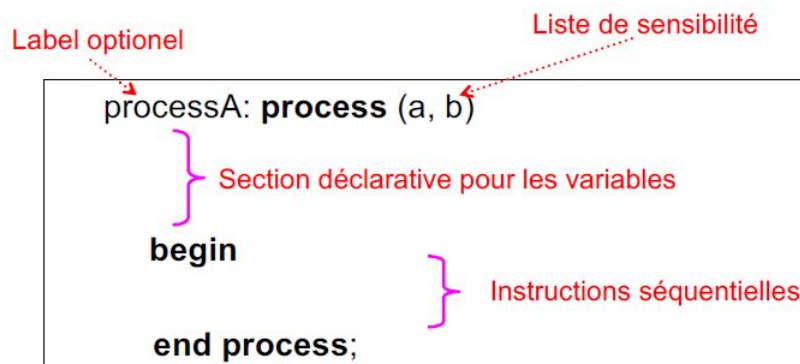 Liste de sensibilité
Label optionel
processA: process (a, b)
Section déclarative pour les variables
begin
Instructions séquentielles
end process;